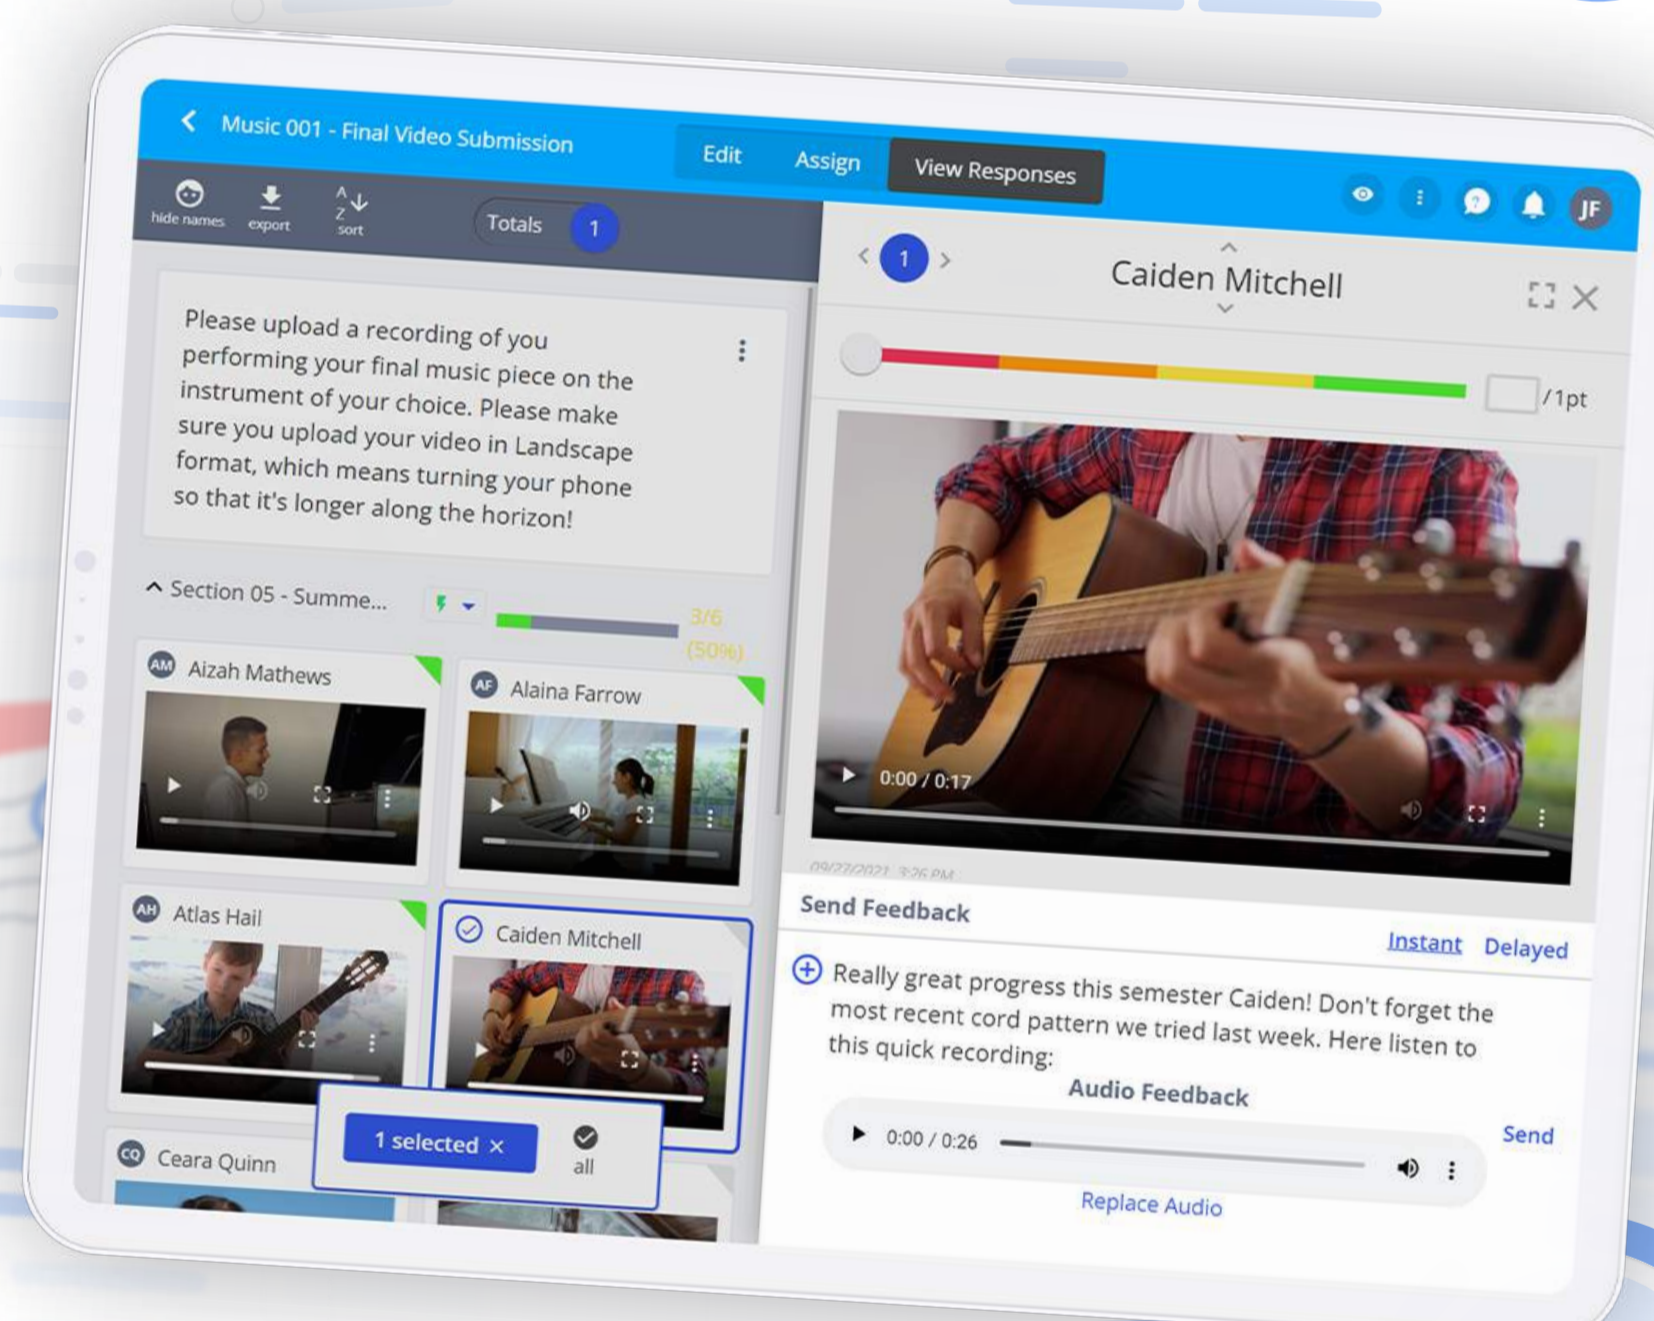 Music 001 - Final Video Submission
Edit
Assign
View Responses
JF
hide names
export
A
Z
sort
Totals
1
1
Caiden Mitchell
/ 1pt
Please upload a recording of you
performing your final music piece on the
instrument of your choice. Please make
sure you upload your video in Landscape
format, which means turning your phone
so that it's longer along the horizon!
Section 05 - Summe...
3/6
(50%)
AM Aizah Mathews
AF Alaina Farrow
AH Atlas Hail
Caiden Mitchell
CQ Ceara Quinn
1 selected ×
all
0:00 / 0:17
09/27/2021 3:26 PM
Send Feedback
Instant
Delayed
Really great progress this semester Caiden! Don't forget the
most recent cord pattern we tried last week. Here listen to
this quick recording:
Audio Feedback
0:00 / 0:26
Send
Replace Audio